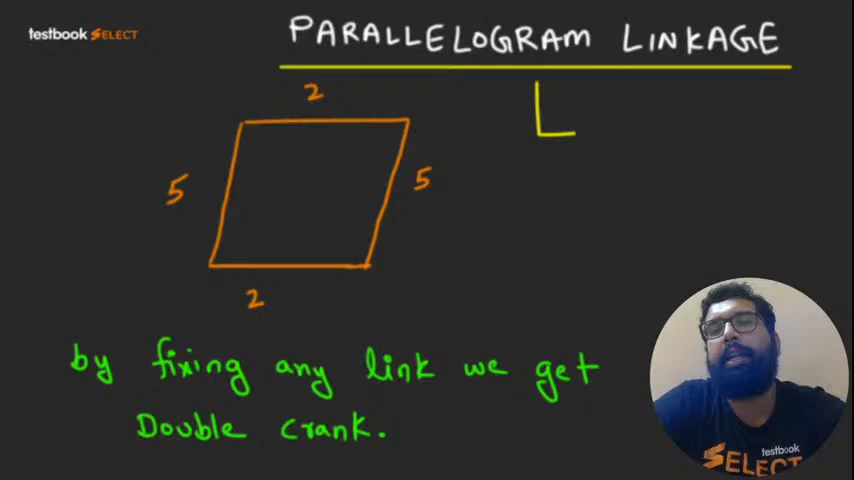 testbook SELECT
PARALLELOGRAM LINKAGE
2
L
5
5
2
by fixing any link we get
Double crank.
testbook
SELECT